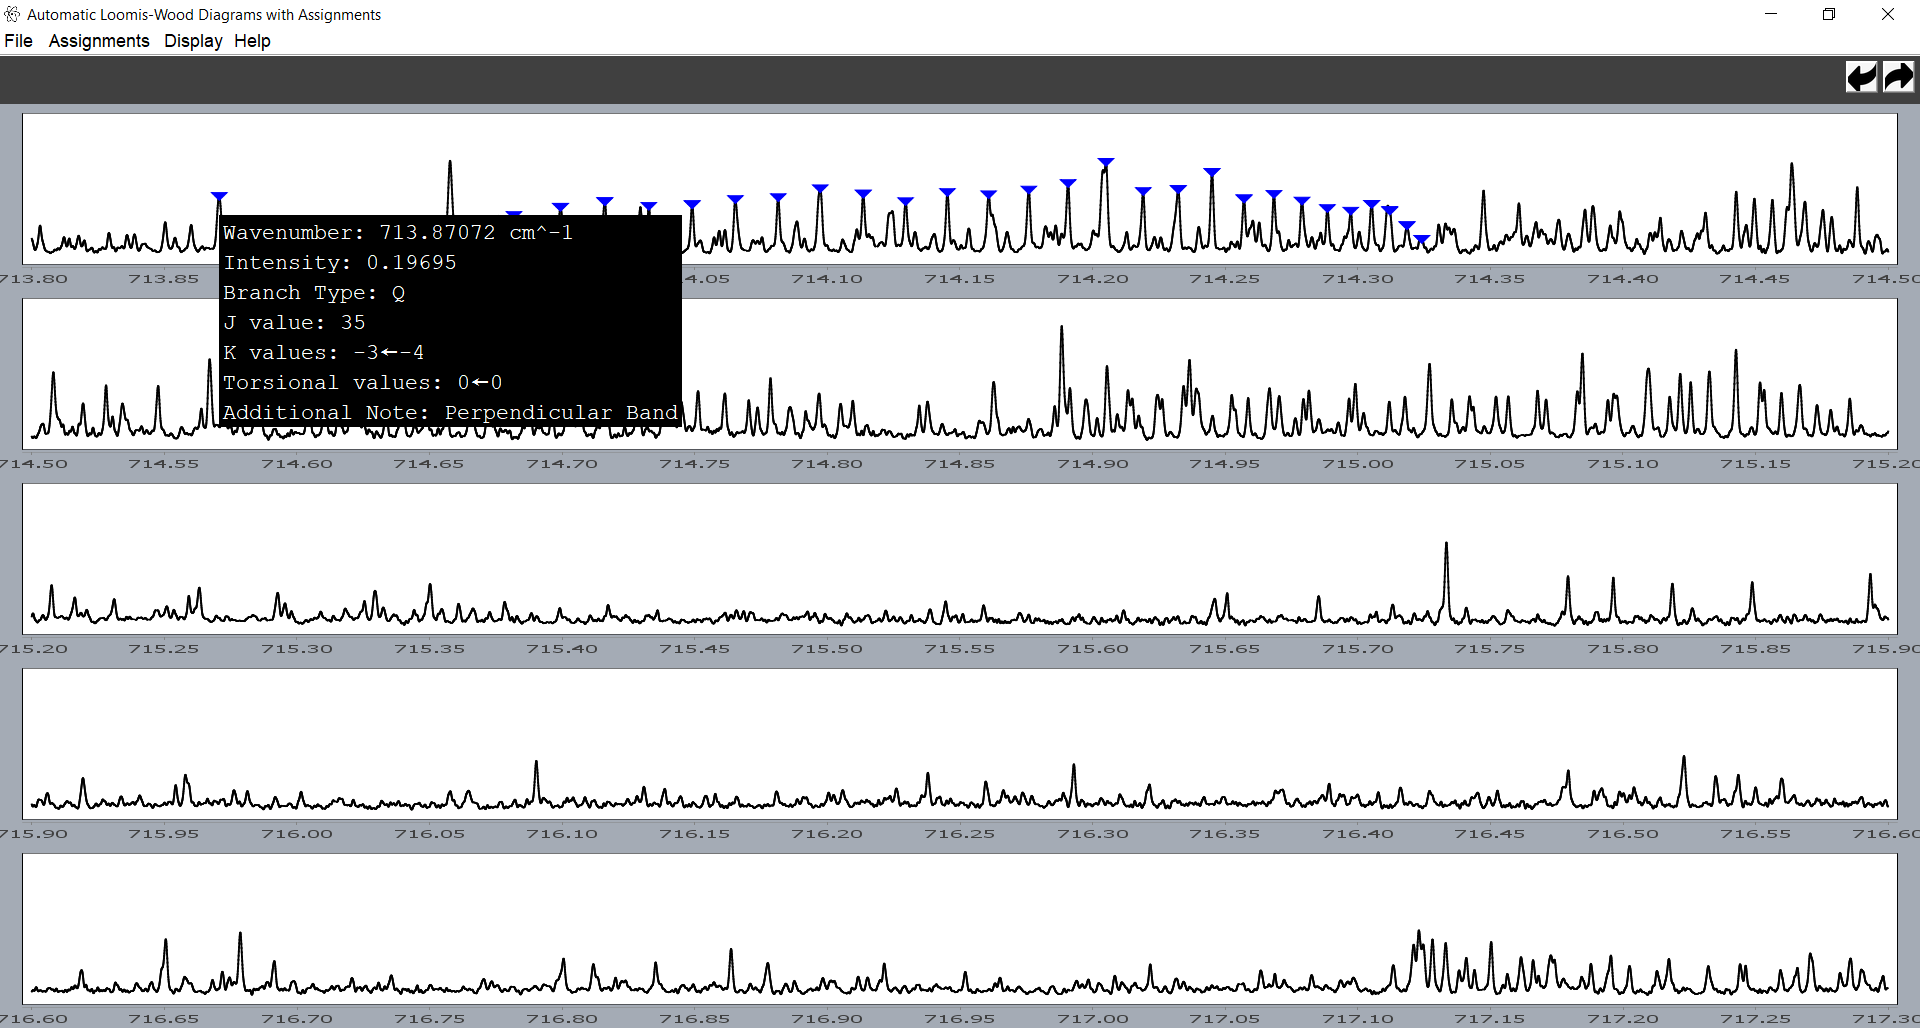 Automatic Loomis-Wood Diagrams with Assignments
File Assignments Display Help
Wavenumber: 713.87072 cm^-1
Intensity: 0.19695
Branch Type: Q
J value: 35
K values: -3←-4
Torsional values: 0←0
Additional Note: Perpendicular Band
713.80 713.85 4.05 714.10 714.15 714.20 714.25 714.30 714.35 714.40 714.45 714.50
714.50 714.55 714.60 714.65 714.70 714.75 714.80 714.85 714.90 714.95 715.00 715.05 715.10 715.15 715.20
715.20 715.25 715.30 715.35 715.40 715.45 715.50 715.55 715.60 715.65 715.70 715.75 715.80 715.85 715.90
715.90 715.95 716.00 716.05 716.10 716.15 716.20 716.25 716.30 716.35 716.40 716.45 716.50 716.55 716.60
716.60 716.65 716.70 716.75 716.80 716.85 716.90 716.95 717.00 717.05 717.10 717.15 717.20 717.25 717.30